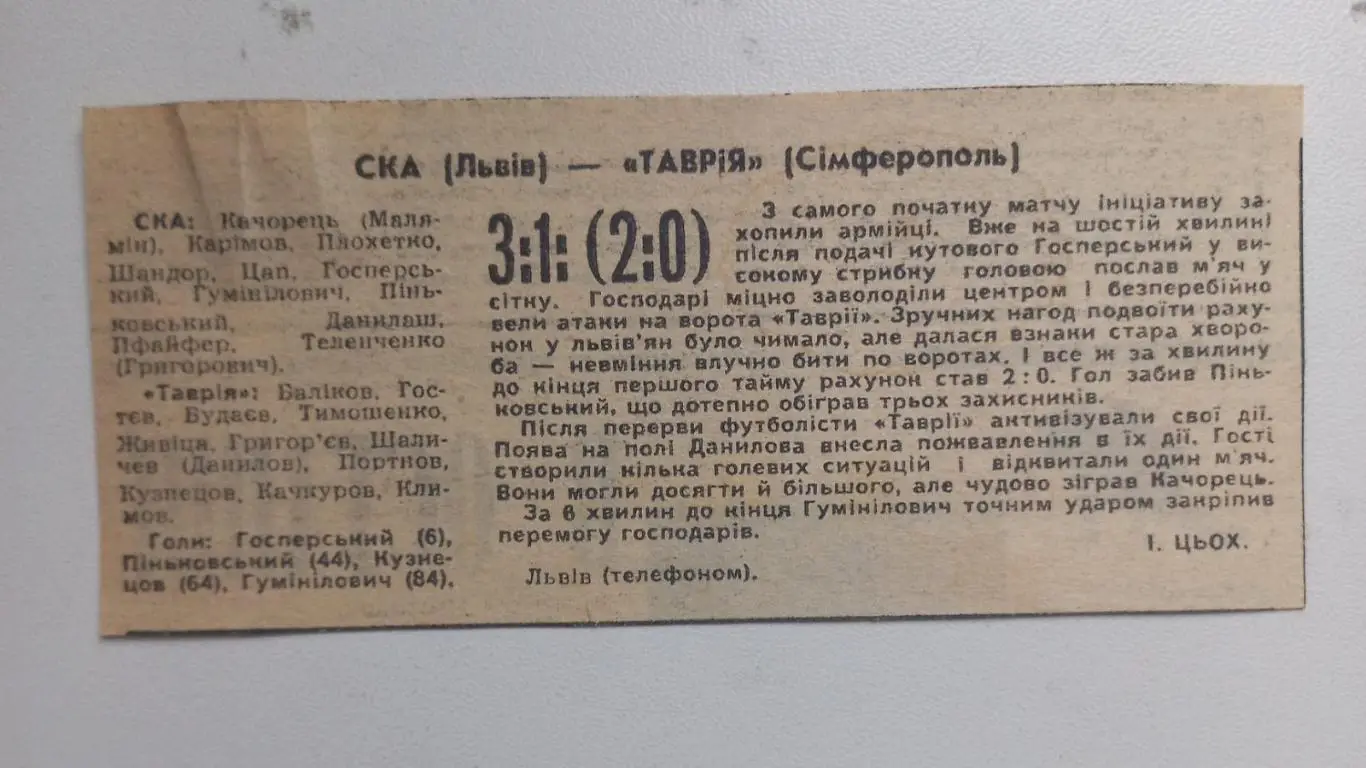 СКА (Львів) — «ТАВРІЯ» (Сімферополь)
СКА: Качорець (Маля-
мін), Карімов, Плохетко,
Шандор, Цап, Госперсь-
кий, Гумінілович, Пінь-
ковський, Данилаш,
Пфайфер, Теленченко
(Григорович).
«Таврія»: Баліков, Гос-
тєв, Будаєв, Тимошенко,
Живіца, Григор'єв, Шали-
чев (Данилов), Портнов,
Кузнецов, Качкуров, Кли-
мов.
Голи: Госперський (6),
Піньковський (44), Кузне-
цов (64), Гумінілович (84).
3:1: (2:0)
З самого початку матчу ініціативу за-
хопили армійці. Вже на шостій хвилині
після подачі кутового Госперський у ви-
сокому стрибку головою послав м'яч у
сітку. Господарі міцно заволоділи центром і безперебійно
вели атаки на ворота «Таврії». Зручних нагод подвоїти раху-
нок у львів'ян було чимало, але далася взнаки стара хворо-
ба — невміння влучно бити по воротах. І все ж за хвилину
до кінця першого тайму рахунок став 2:0. Гол забив Пінь-
ковський, що дотепно обіграв трьох захисників.
Після перерви футболісти «Таврії» активізували свої дії.
Поява на полі Данилова внесла пожвавлення в їх дії. Гості
створили кілька голевих ситуацій і відквитали один м'яч.
Вони могли досягти й більшого, але чудово зіграв Качорець.
За 6 хвилин до кінця Гумінілович точним ударом закріпив
перемогу господарів.
І. ЦЬОХ.
Львів (телефоном).